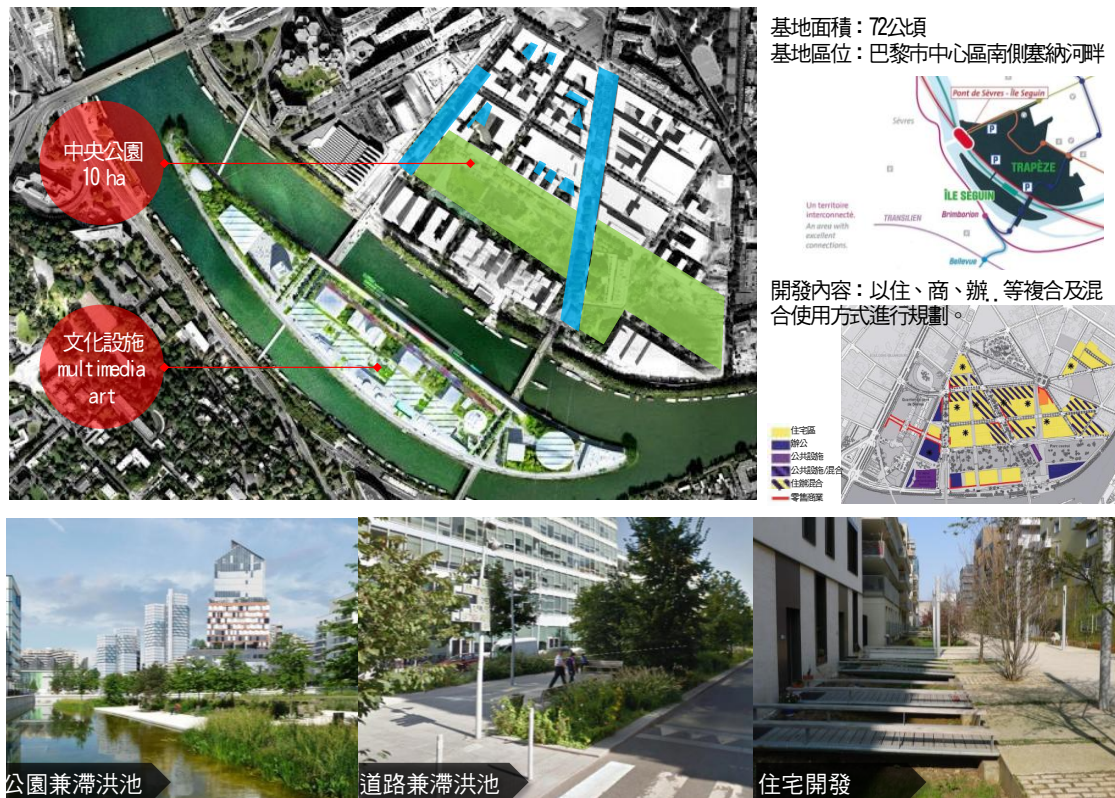 基地面積：72公頃
基地區位：巴黎市中心區南側塞納河畔
中央公園
10 ha
文化設施
multimedia
art
Pont de Sèvres - Île Seguin
Sèvres
P
TRAPÈZE
P
P
ÎLE SEGUIN
Un territoire
interconnecté.
An area with
excellent
connections.
TRANSILIEN
Brimborion
Bellevue
開發內容：以住、商、辦..等複合及混
合使用方式進行規劃。
住宅區
辦公
公共設施
公共設施/混合
住辦混合
零售商業
公園兼滯洪池
道路兼滯洪池
住宅開發